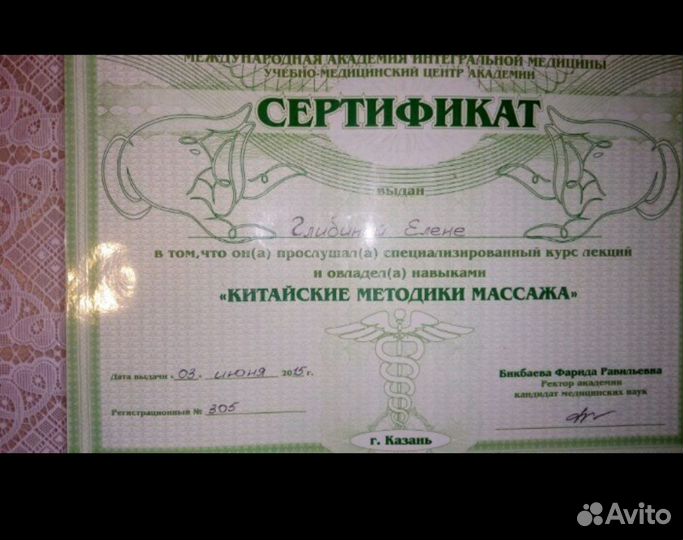 МЕЖДУНАРОДНАЯ АКАДЕМИЯ ИНТЕГРАЛЬНОЙ МЕДИЦИНЫ
УЧЕБНО-МЕДИЦИНСКИЙ ЦЕНТР АКАДЕМИИ
СЕРТИФИКАТ
выдан
Глибиной Елене
в том, что он(а) прослушал(а) специализированный курс лекций
и овладел(а) навыками
«КИТАЙСКИЕ МЕТОДИКИ МАССАЖА»
Дата выдачи «03» июня 2015 г.
Регистрационный № 305
Бикбаева Фарида Равильевна
Ректор академии
кандидат медицинских наук
г. Казань
Avito